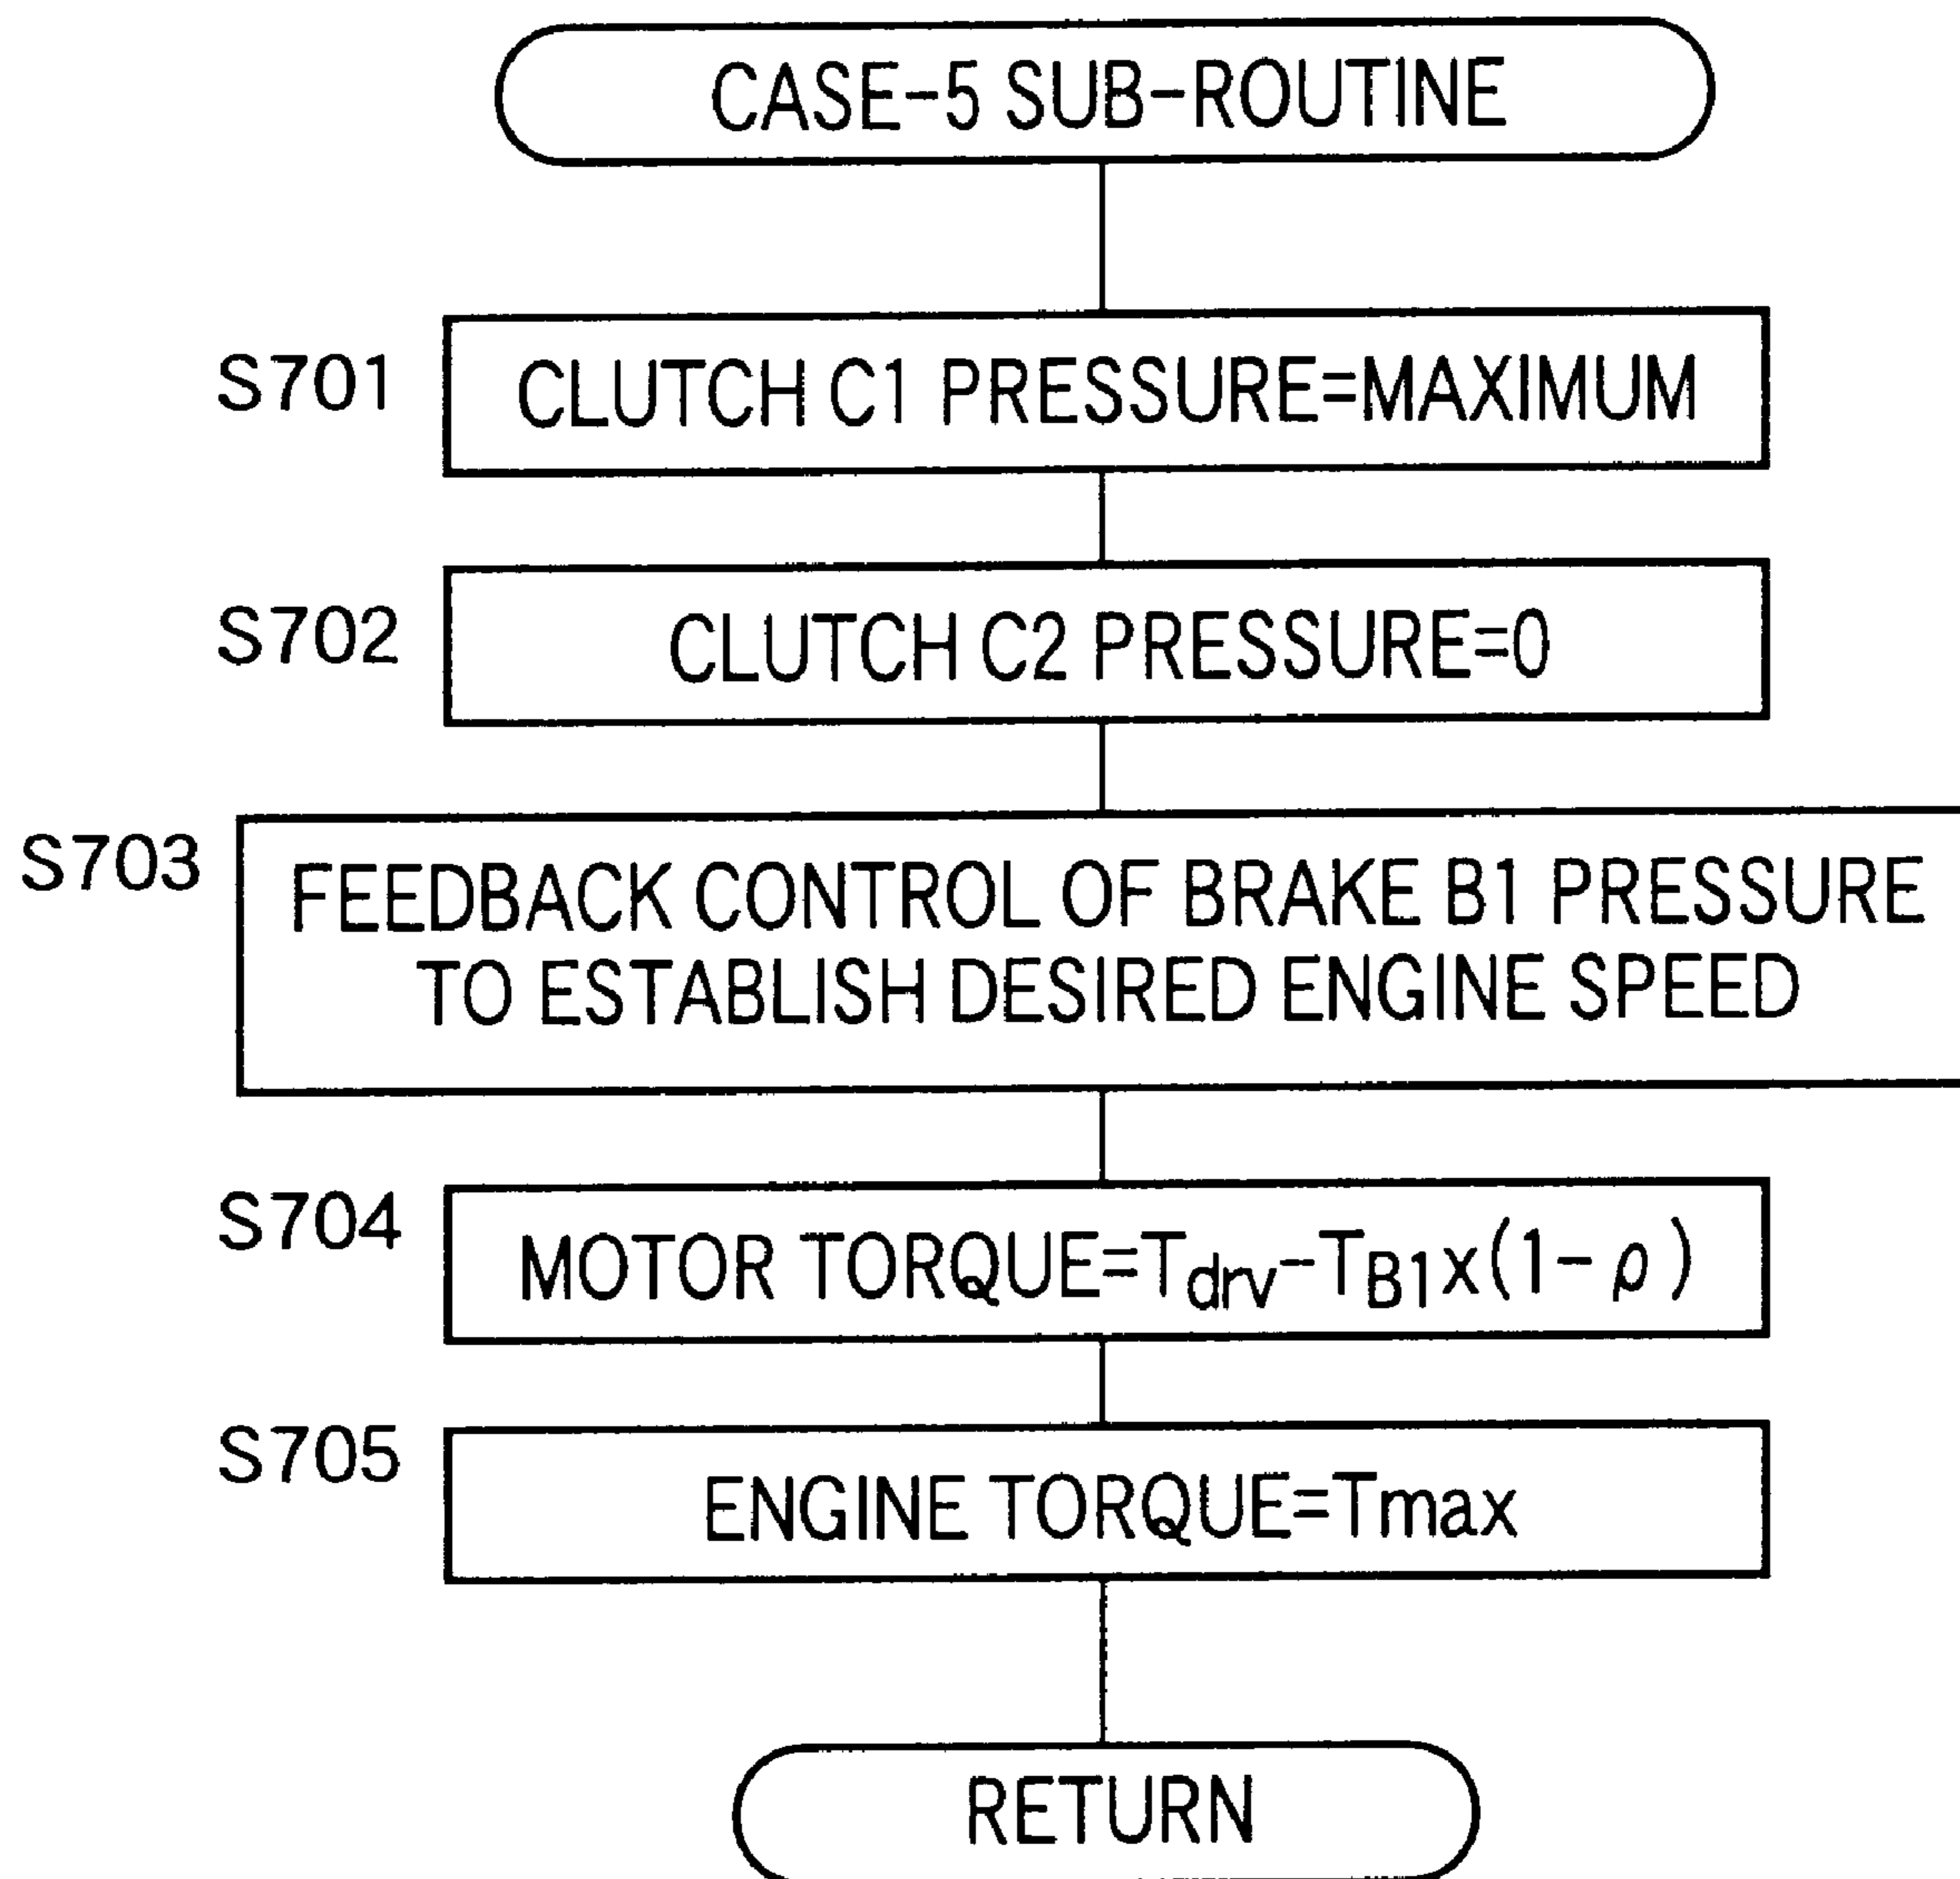 CASE-5 SUB-ROUTINE
S701
CLUTCH C1 PRESSURE=MAXIMUM
S702
CLUTCH C2 PRESSURE=0
S703
FEEDBACK CONTROL OF BRAKE B1 PRESSURE
TO ESTABLISH DESIRED ENGINE SPEED
S704
MOTOR TORQUE=Tdrv-TB1x(1-ρ)
S705
ENGINE TORQUE=Tmax
RETURN